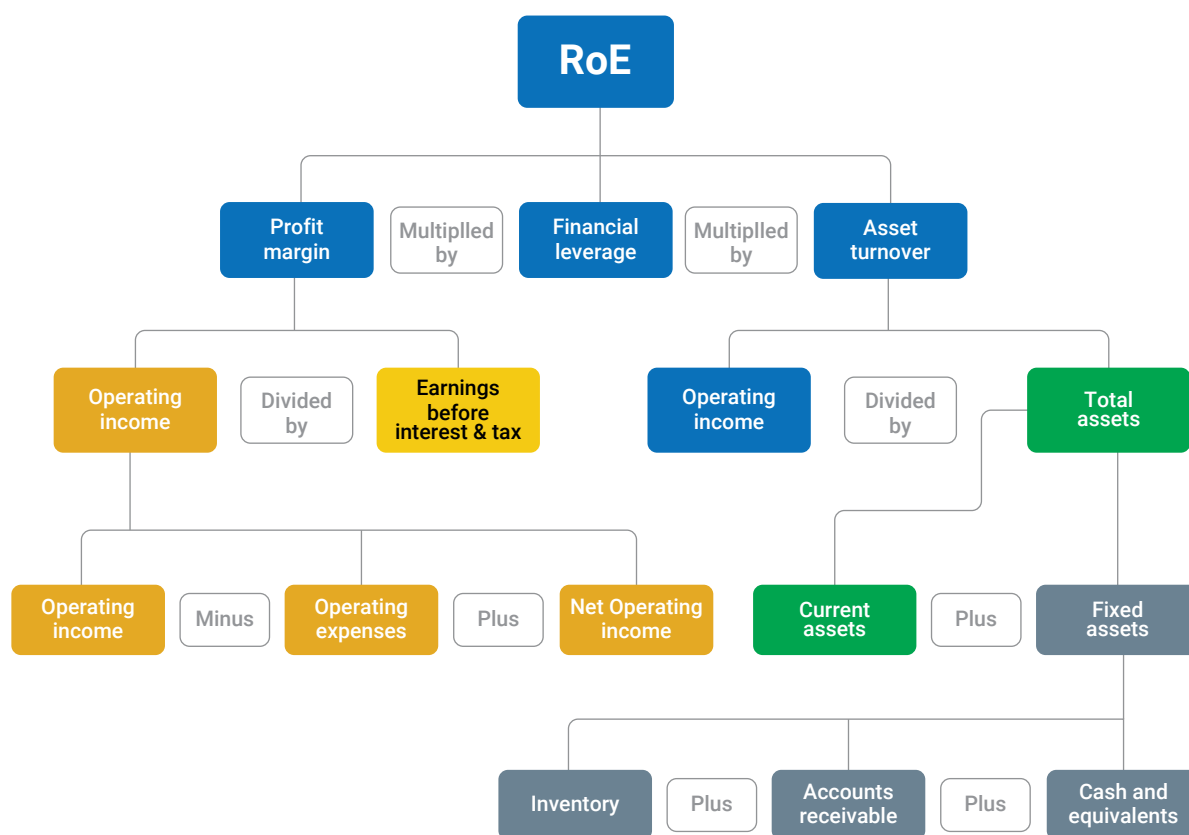 RoE
Profit
margin
Multiplled
by
Financial
leverage
Multiplled
by
Asset
turnover
Operating
income
Divided
by
Earnings
before
interest & tax
Operating
income
Divided
by
Total
assets
Operating
income
Minus
Operating
expenses
Plus
Net Operating
income
Current
assets
Plus
Fixed
assets
Inventory
Plus
Accounts
receivable
Plus
Cash and
equivalents